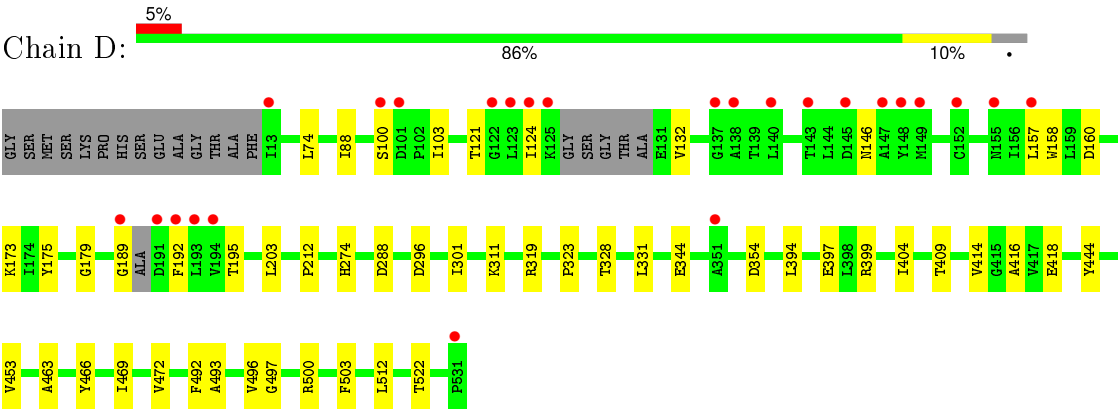 5%
Chain D:
86%
10%
•
GLY SER MET SER SER LYS PRO HIS SER GLU ALA GLY THR ALA PHE I13 L74 I88 S100 D101 P102 I103 T121 G122 L123 I124 K125 GLY SER GLY THR ALA E131 V132 G137 A138 T139 L140 T143 L144 D145 N146 A147 Y148 M149 C152 N155 I156 L157 W158 L159 D160
K173 I174 Y175 G179 G189 ALA D191 F192 L193 V194 T195 L203 P212 H274 D288 D296 I301 K311 R319 P323 T328 L331 E344 A351 D354 L394 E397 L398 R399 I404 T409 V414 G415 A416 V417 E418 Y444
V453 A463 Y466 I469 V472 F492 A493 V496 G497 R500 F503 L512 T522 P531